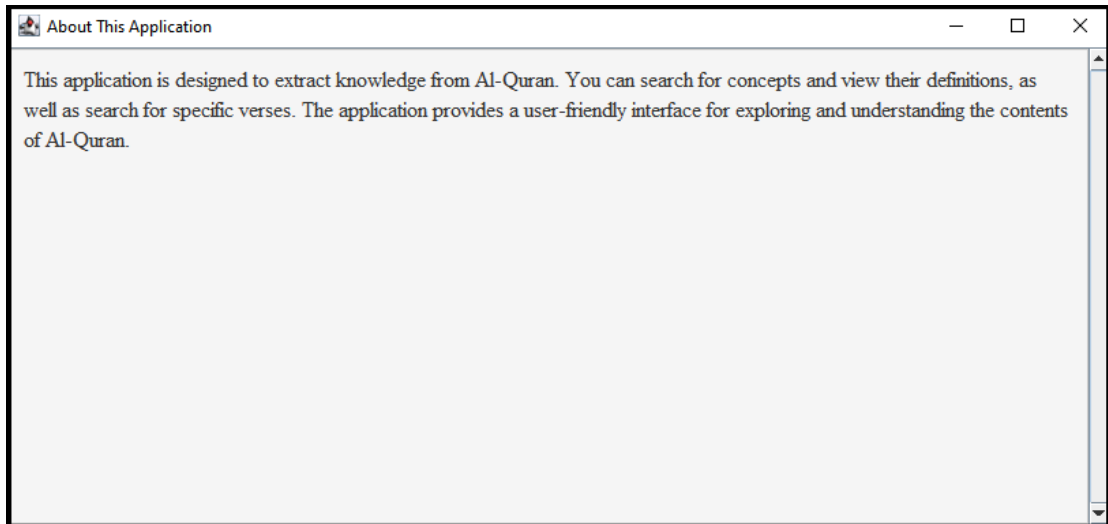 About This Application
This application is designed to extract knowledge from Al-Quran. You can search for concepts and view their definitions, as
well as search for specific verses. The application provides a user-friendly interface for exploring and understanding the contents
of Al-Quran.